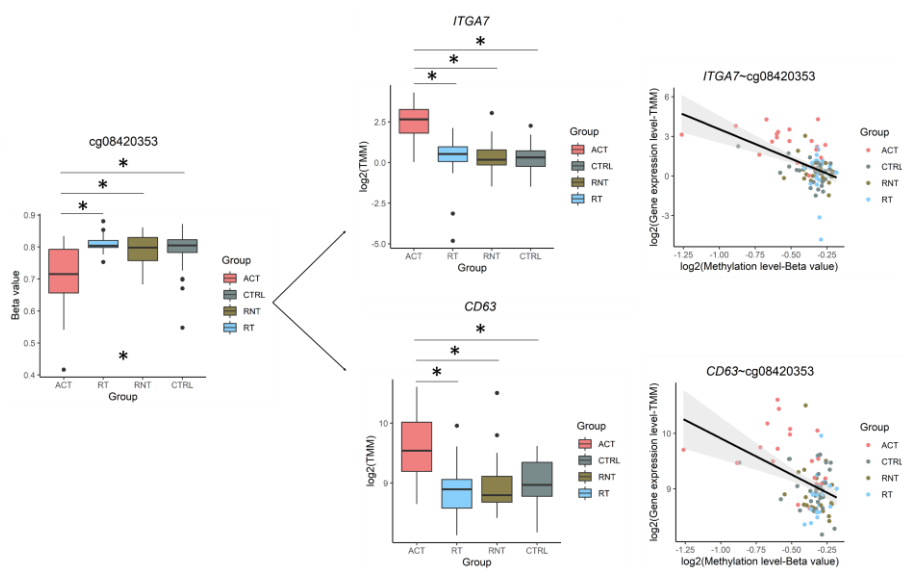 cg08420353
*
*
*
Beta value
0.9
0.8
0.7
0.6
0.5
0.4
*
ACT RT RNT CTRL
Group
Group
ACT
CTRL
RNT
RT
ITGA7
*
*
*
log2(TMM)
2.5
0.0
-5.0
ACT RT RNT CTRL
Group
Group
ACT
CTRL
RNT
RT
ITGA7~cg08420353
log2(Gene expression level-TMM)
6
3
0
-3
-1.25 -1.00 -0.75 -0.50 -0.25
log2(Methylation level-Beta value)
Group
ACT
CTRL
RNT
RT
CD63
*
*
*
log2(TMM)
10
9
ACT RT RNT CTRL
Group
Group
ACT
CTRL
RNT
RT
CD63~cg08420353
log2(Gene expression level-TMM)
10
9
-1.25 -1.00 -0.75 -0.50 -0.25
log2(Methylation level-Beta value)
Group
ACT
CTRL
RNT
RT